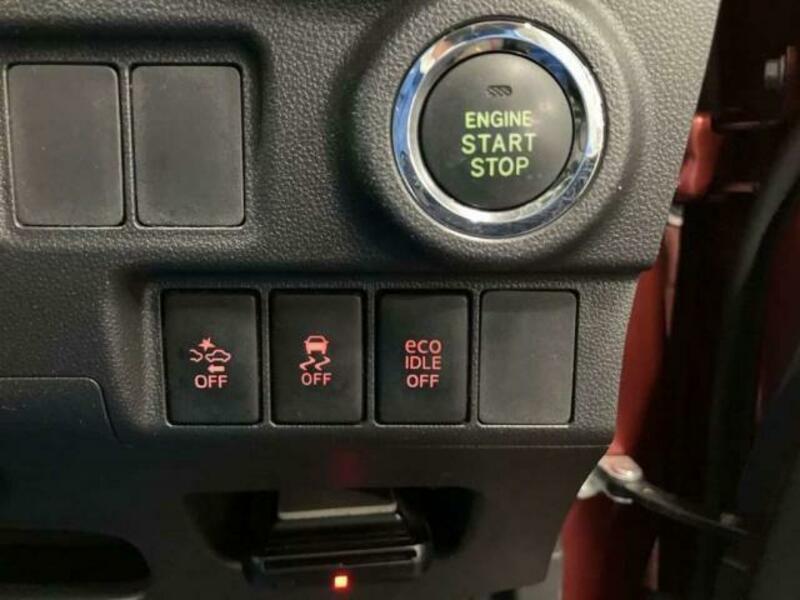 ENGINE
START
STOP
OFF
OFF
eco
IDLE
OFF